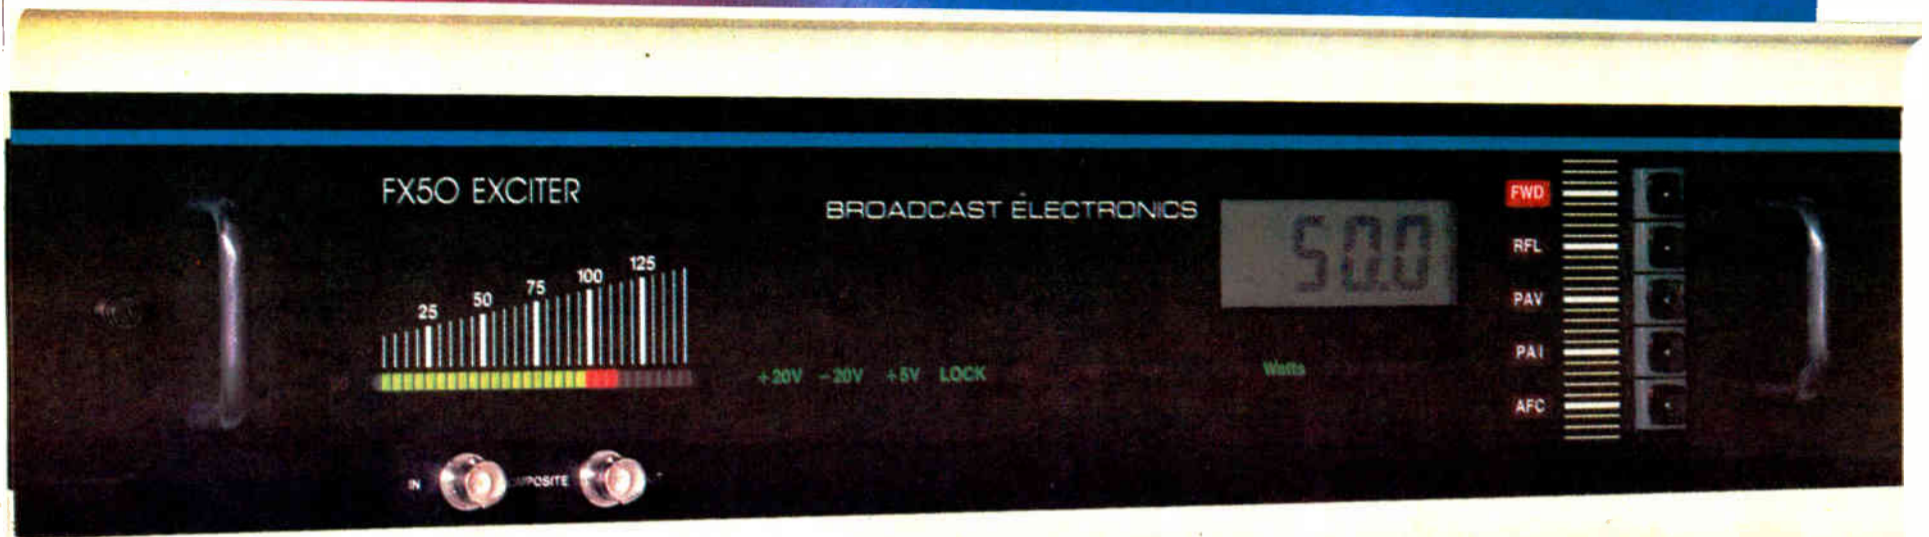 FX50 EXCITER
BROADCAST ELECTRONICS
50.0
25 50 75 100 125
+20V -20V +5V LOCK
Watts
FWD
RFL
PAV
PAI
AFC
IN